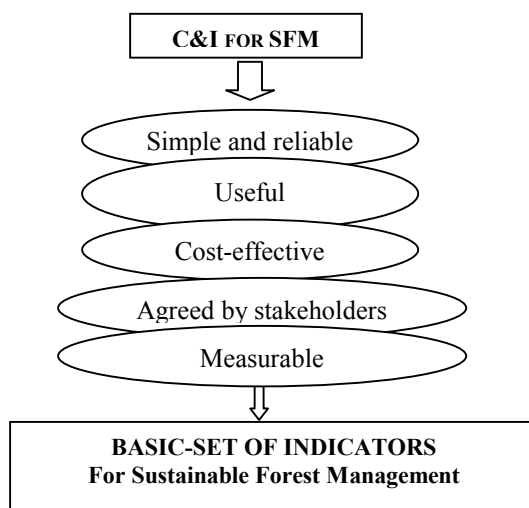 C&I FOR SFM
Simple and reliable
Useful
Cost-effective
Agreed by stakeholders
Measurable
BASIC-SET OF INDICATORS
For Sustainable Forest Management